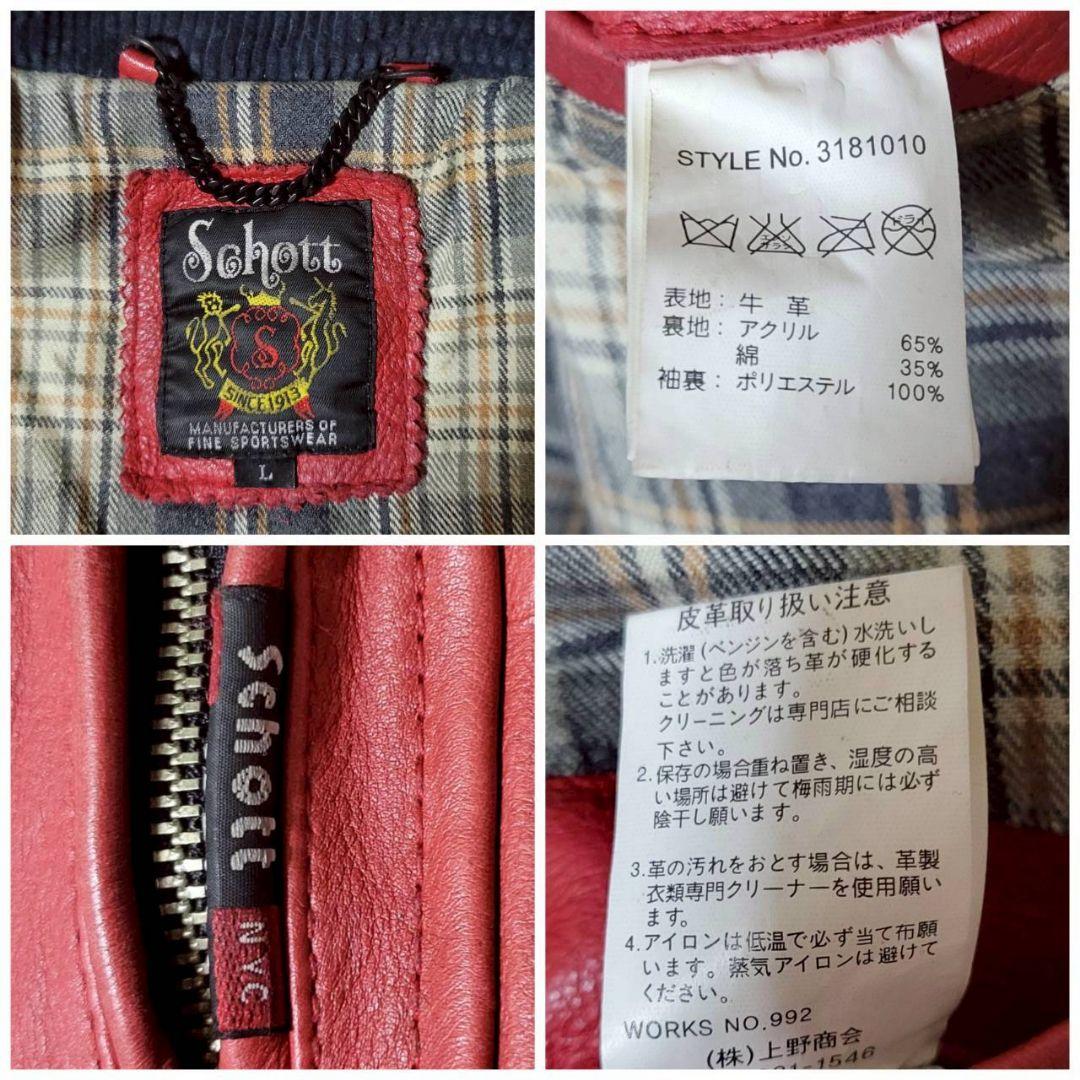 Schott
S
SINCE 1913
MANUFACTURERS OF
FINE SPORTSWEAR
L
STYLE No. 3181010
エンソ
サラシ
ドライ
表地： 牛 革
裏地： アクリル 65%
綿 35%
袖裏： ポリエステル 100%
Schott
NYC
皮革取り扱い注意
1.洗濯(ベンジンを含む)水洗いし
ますと色が落ち革が硬化する
ことがあります。
クリーニングは専門店にご相談
下さい。
2.保存の場合重ね置き、湿度の高
い場所は避けて梅雨期には必ず
陰干し願います。
3.革の汚れをおとす場合は、革製
衣類専門クリーナーを使用願い
ます。
4.アイロンは低温で必ず当て布願
います。蒸気アイロンは避けて
ください。
WORKS NO.992
(株)上野商会
1546